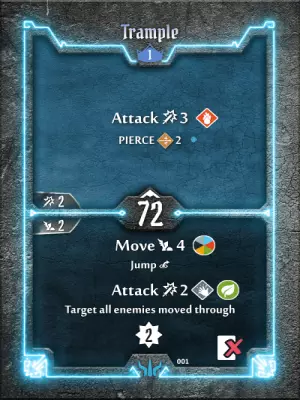 Trample
1
Attack 3
PIERCE 2
2
72
2
Move 4
Jump
Attack 2
Target all enemies moved through
2
001